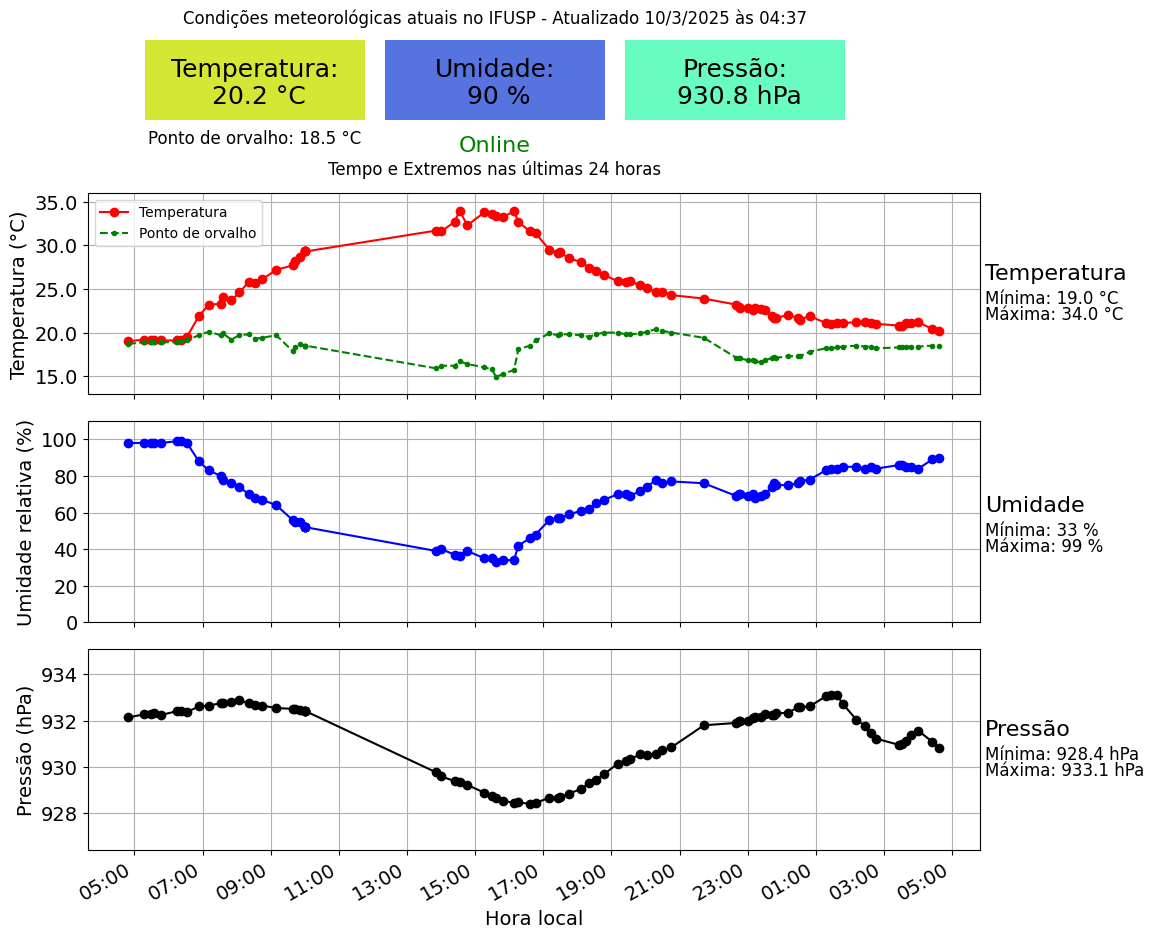 Condições meteorológicas atuais no IFUSP - Atualizado 10/3/2025 às 04:37
Temperatura:
20.2 °C
Umidade:
90 %
Pressão:
930.8 hPa
Ponto de orvalho: 18.5 °C
Online
Tempo e Extremos nas últimas 24 horas
Temperatura (°C)
35.0
30.0
25.0
20.0
15.0
Temperatura
Ponto de orvalho
Temperatura
Mínima: 19.0 °C
Máxima: 34.0 °C
Umidade relativa (%)
100
80
60
40
20
0
Umidade
Mínima: 33 %
Máxima: 99 %
Pressão (hPa)
934
932
930
928
Pressão
Mínima: 928.4 hPa
Máxima: 933.1 hPa
05:00
07:00
09:00
11:00
13:00
15:00
17:00
19:00
21:00
23:00
01:00
03:00
05:00
Hora local